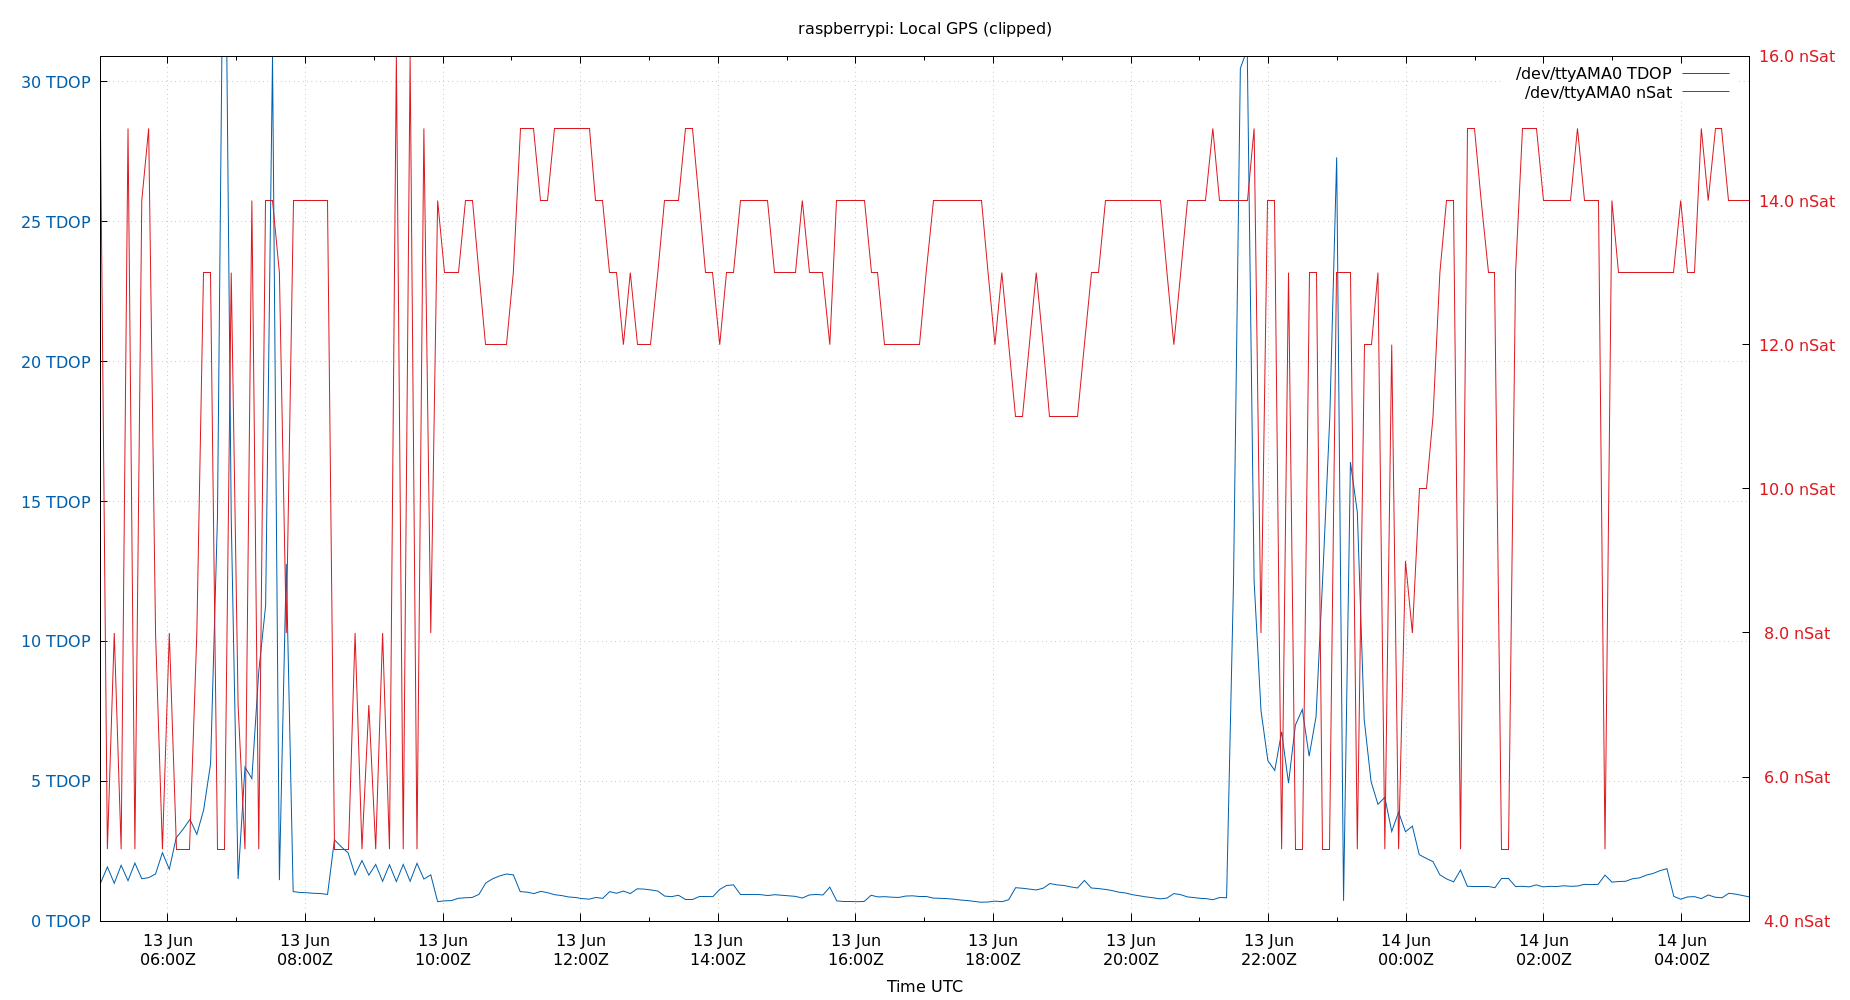 raspberrypi: Local GPS (clipped)
/dev/ttyAMA0 TDOP
/dev/ttyAMA0 nSat
30 TDOP
25 TDOP
20 TDOP
15 TDOP
10 TDOP
5 TDOP
0 TDOP
16.0 nSat
14.0 nSat
12.0 nSat
10.0 nSat
8.0 nSat
6.0 nSat
4.0 nSat
13 Jun
06:00Z
13 Jun
08:00Z
13 Jun
10:00Z
13 Jun
12:00Z
13 Jun
14:00Z
13 Jun
16:00Z
13 Jun
18:00Z
13 Jun
20:00Z
13 Jun
22:00Z
14 Jun
00:00Z
14 Jun
02:00Z
14 Jun
04:00Z
Time UTC